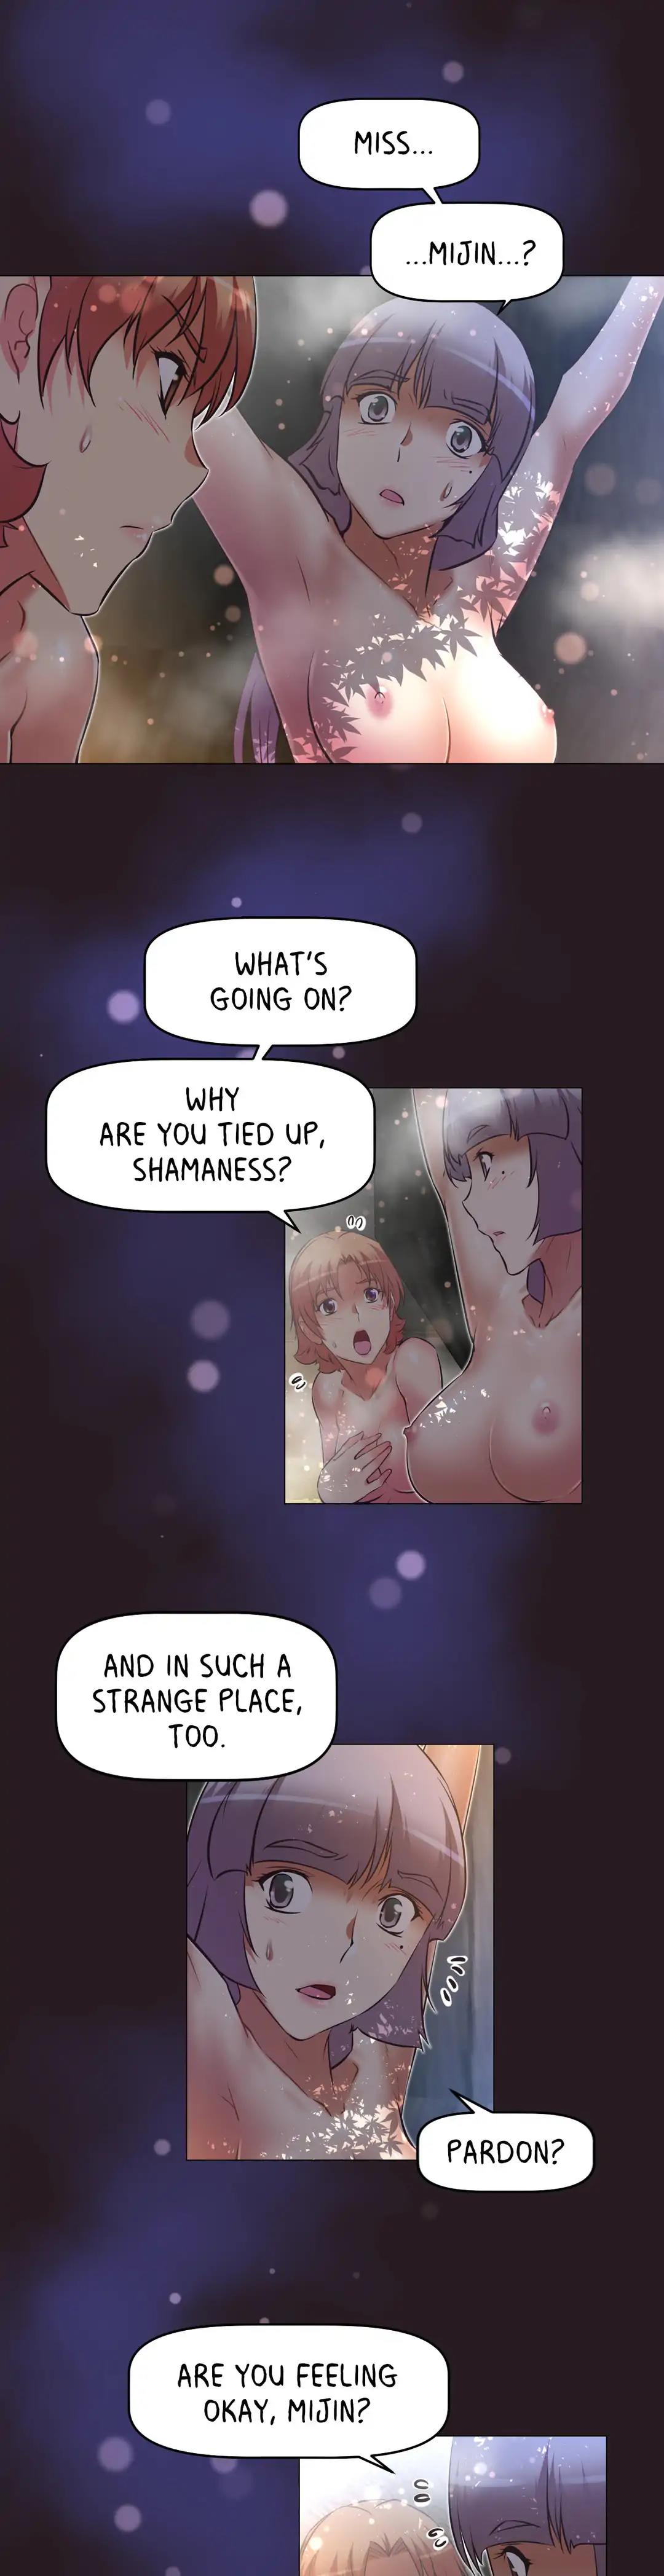 MISS...
...MIJIN...?
WHAT'S
GOING ON?
WHY
ARE YOU TIED UP,
SHAMANESS?
AND IN SUCH A
STRANGE PLACE,
TOO.
PARDON?
ARE YOU FEELING
OKAY, MIJIN?